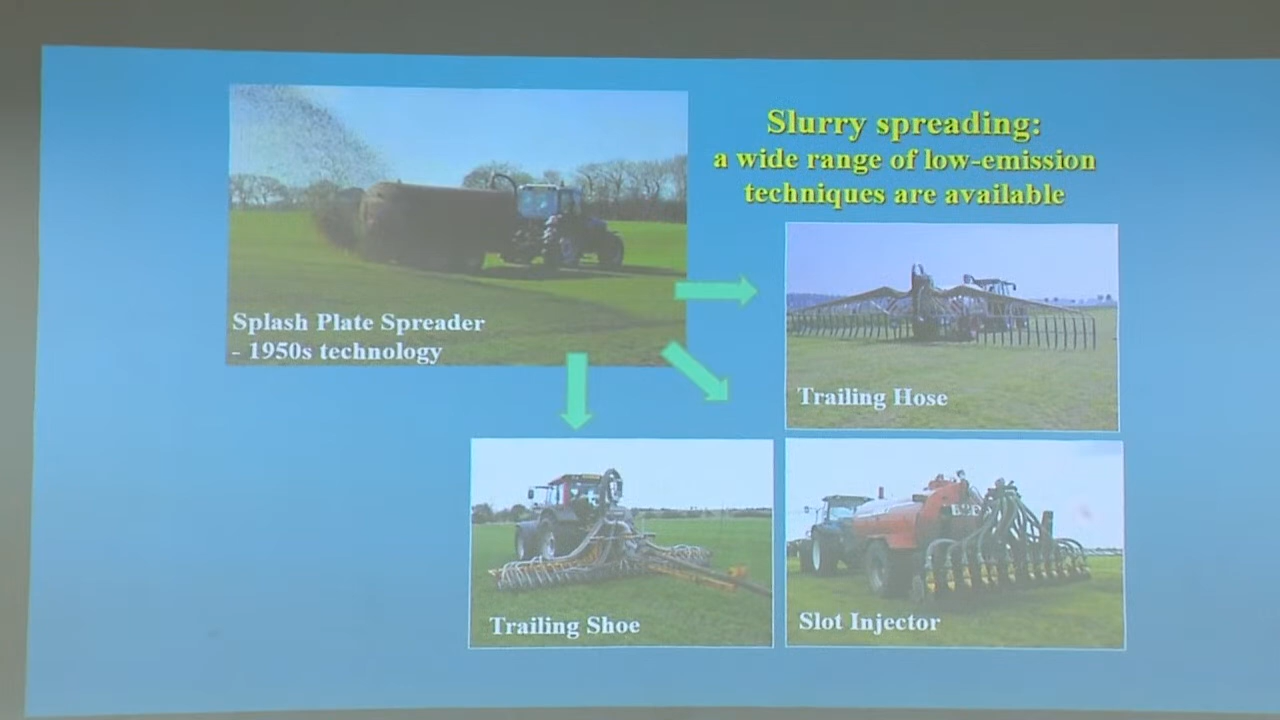 Slurry spreading:
a wide range of low-emission
techniques are available
Splash Plate Spreader
- 1950s technology
Trailing Hose
Trailing Shoe
Slot Injector